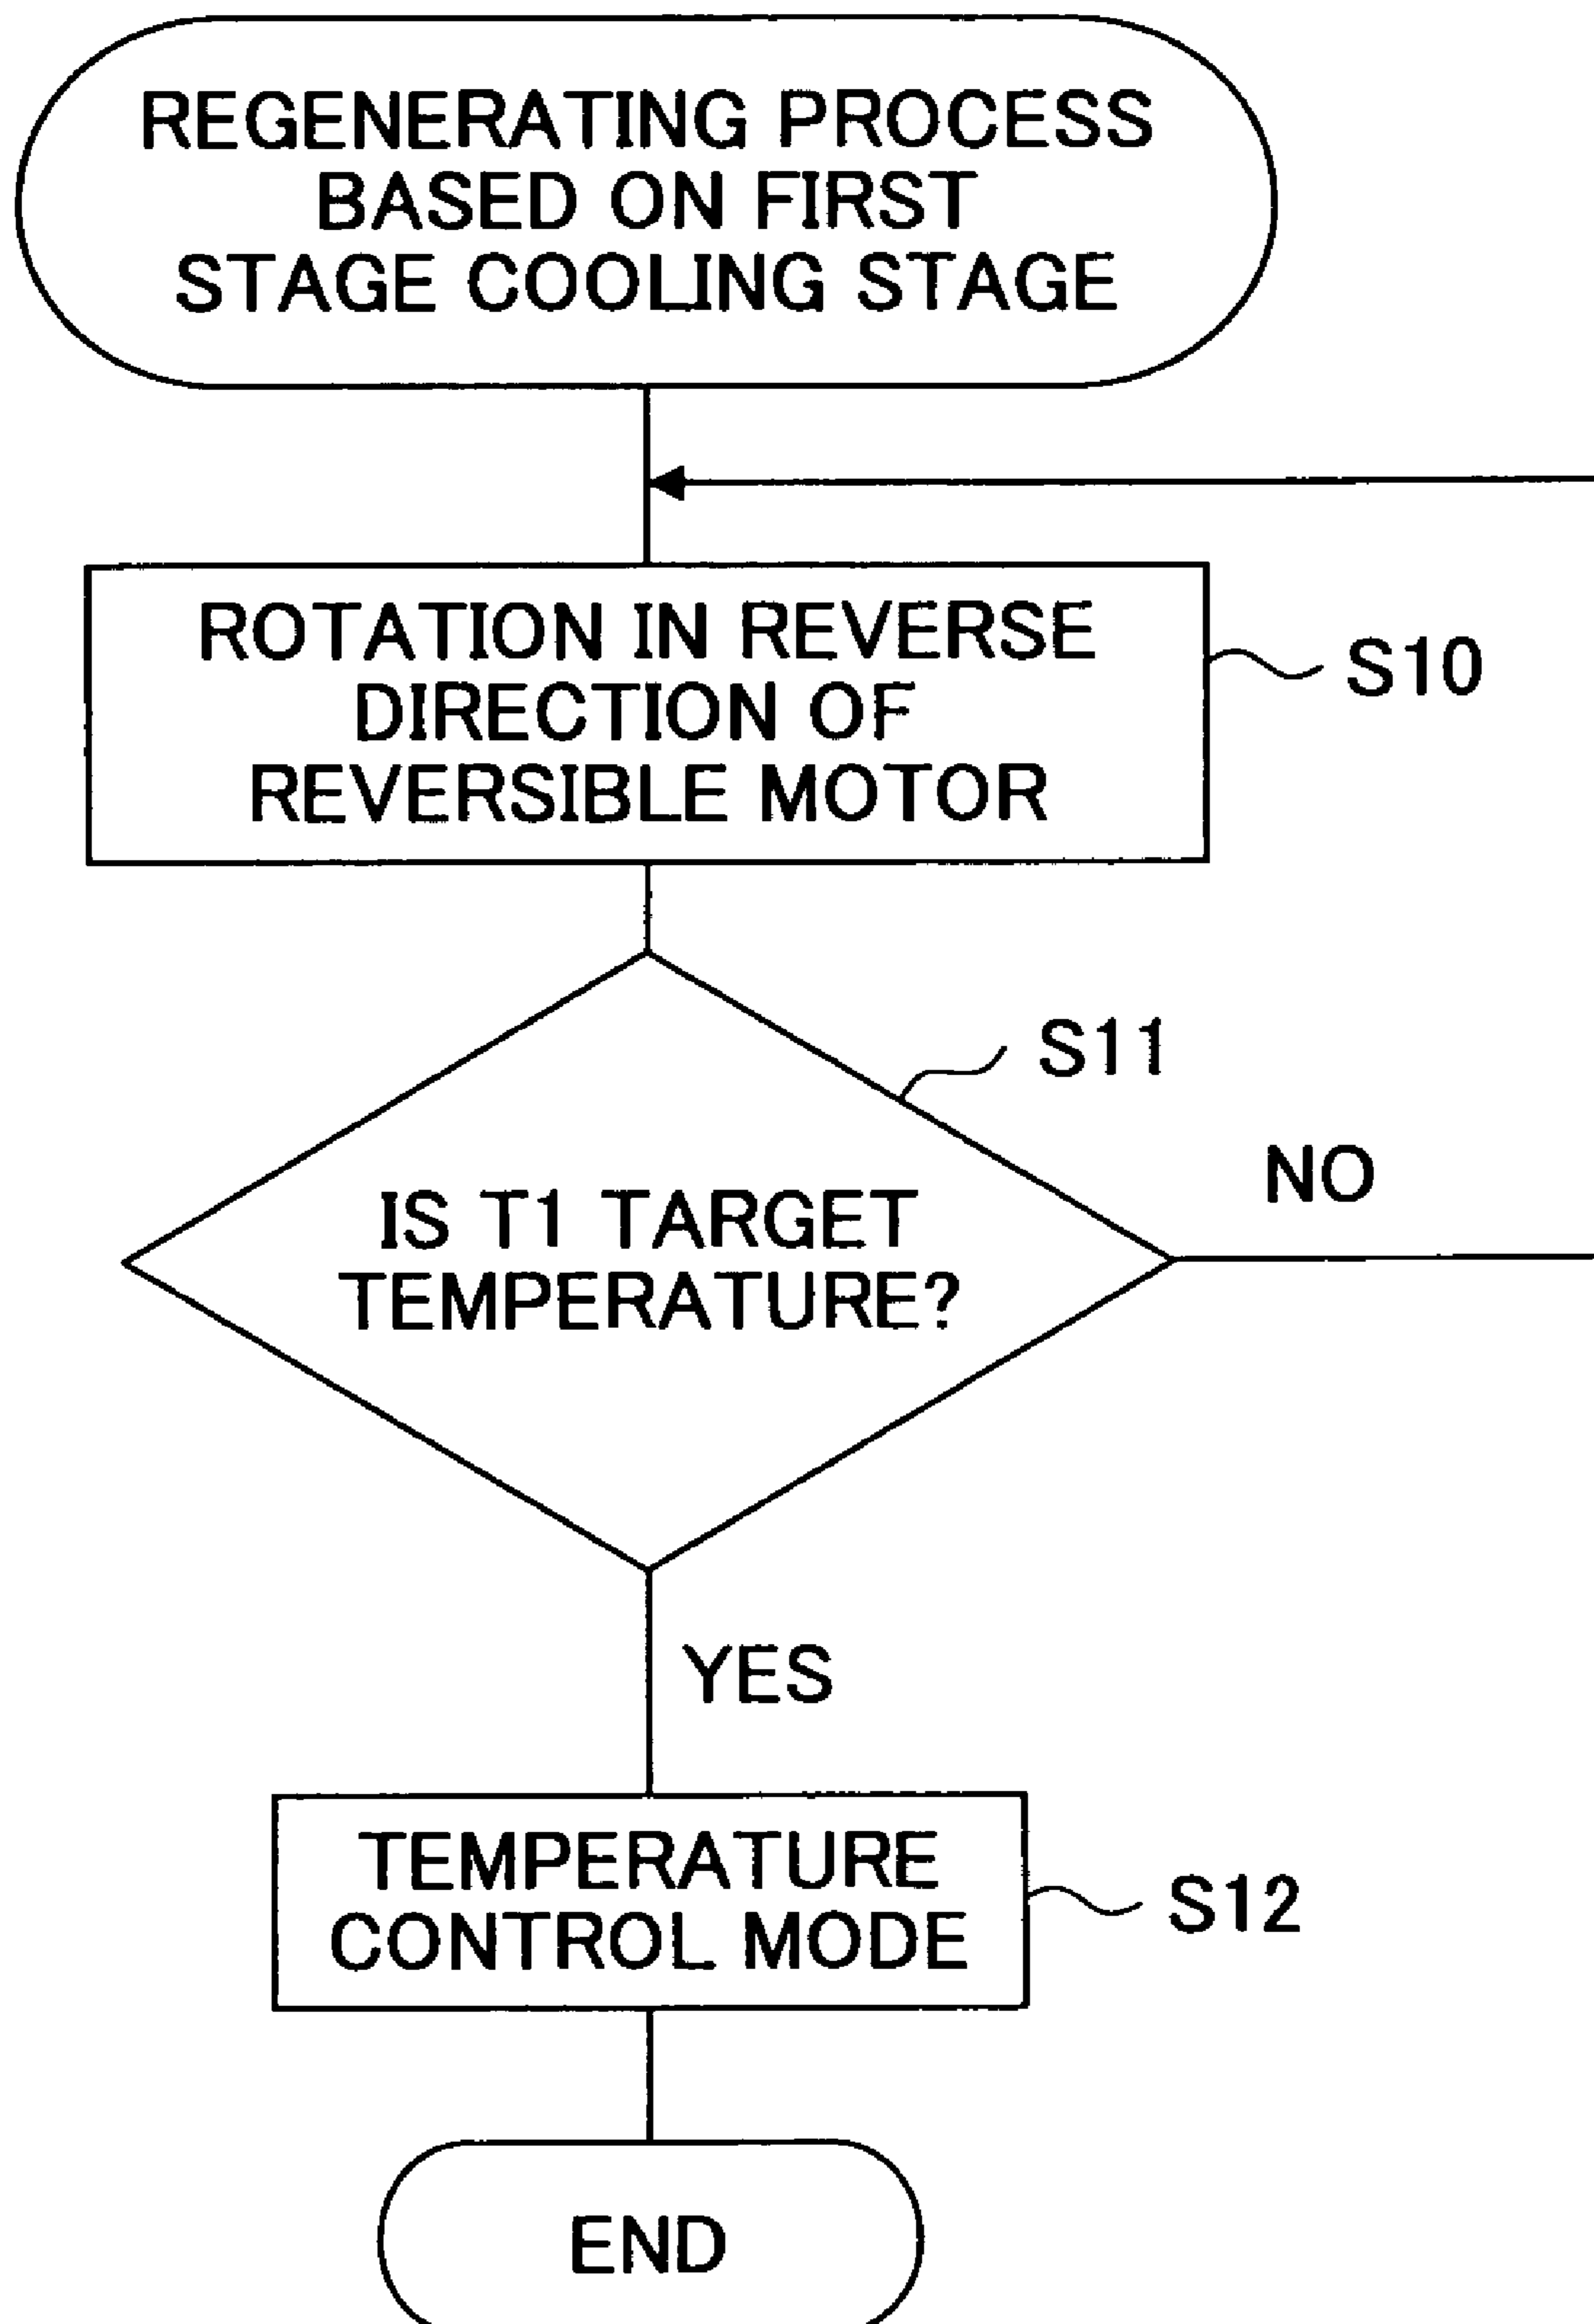 REGENERATING PROCESS
BASED ON FIRST
STAGE COOLING STAGE
ROTATION IN REVERSE
DIRECTION OF
REVERSIBLE MOTOR
S10
S11
IS T1 TARGET
TEMPERATURE?
NO
YES
TEMPERATURE
CONTROL MODE
S12
END